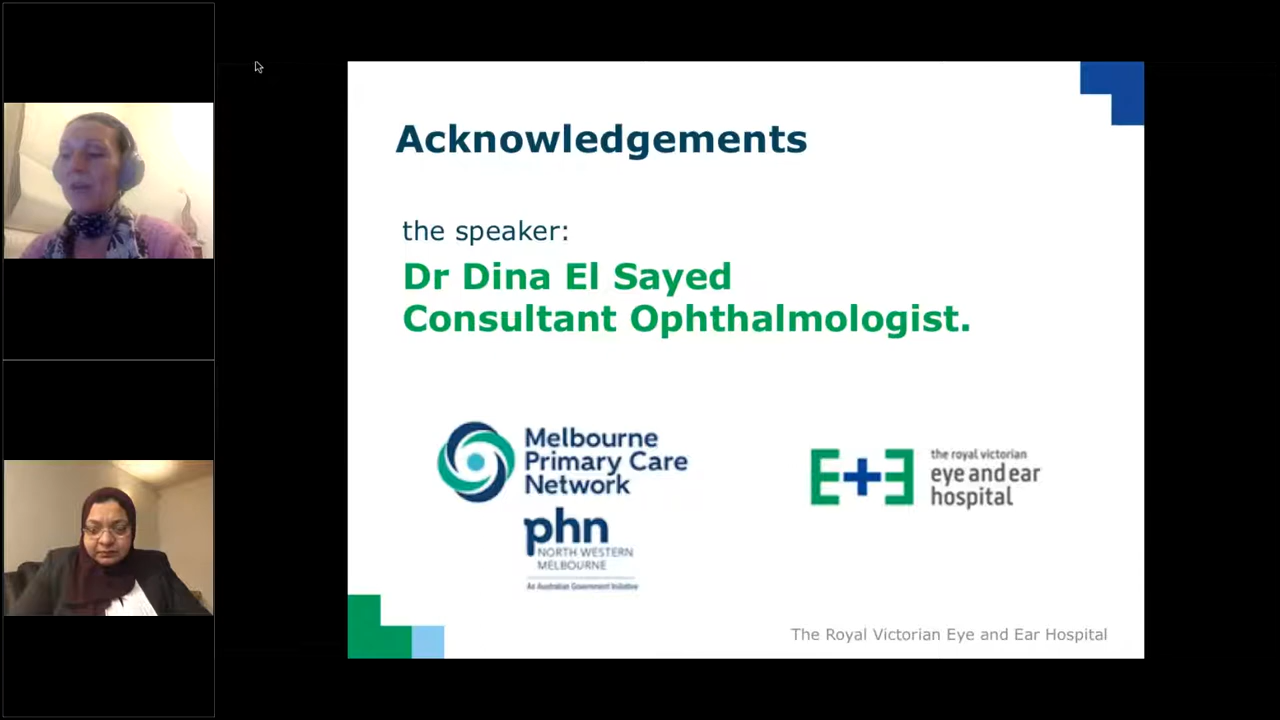 Acknowledgements
the speaker:
Dr Dina El Sayed
Consultant Ophthalmologist.
Melbourne
Primary Care
Network
phn
NORTH WESTERN
MELBOURNE
An Australian Government Initiative
E+E
the royal victorian
eye and ear
hospital
The Royal Victorian Eye and Ear Hospital